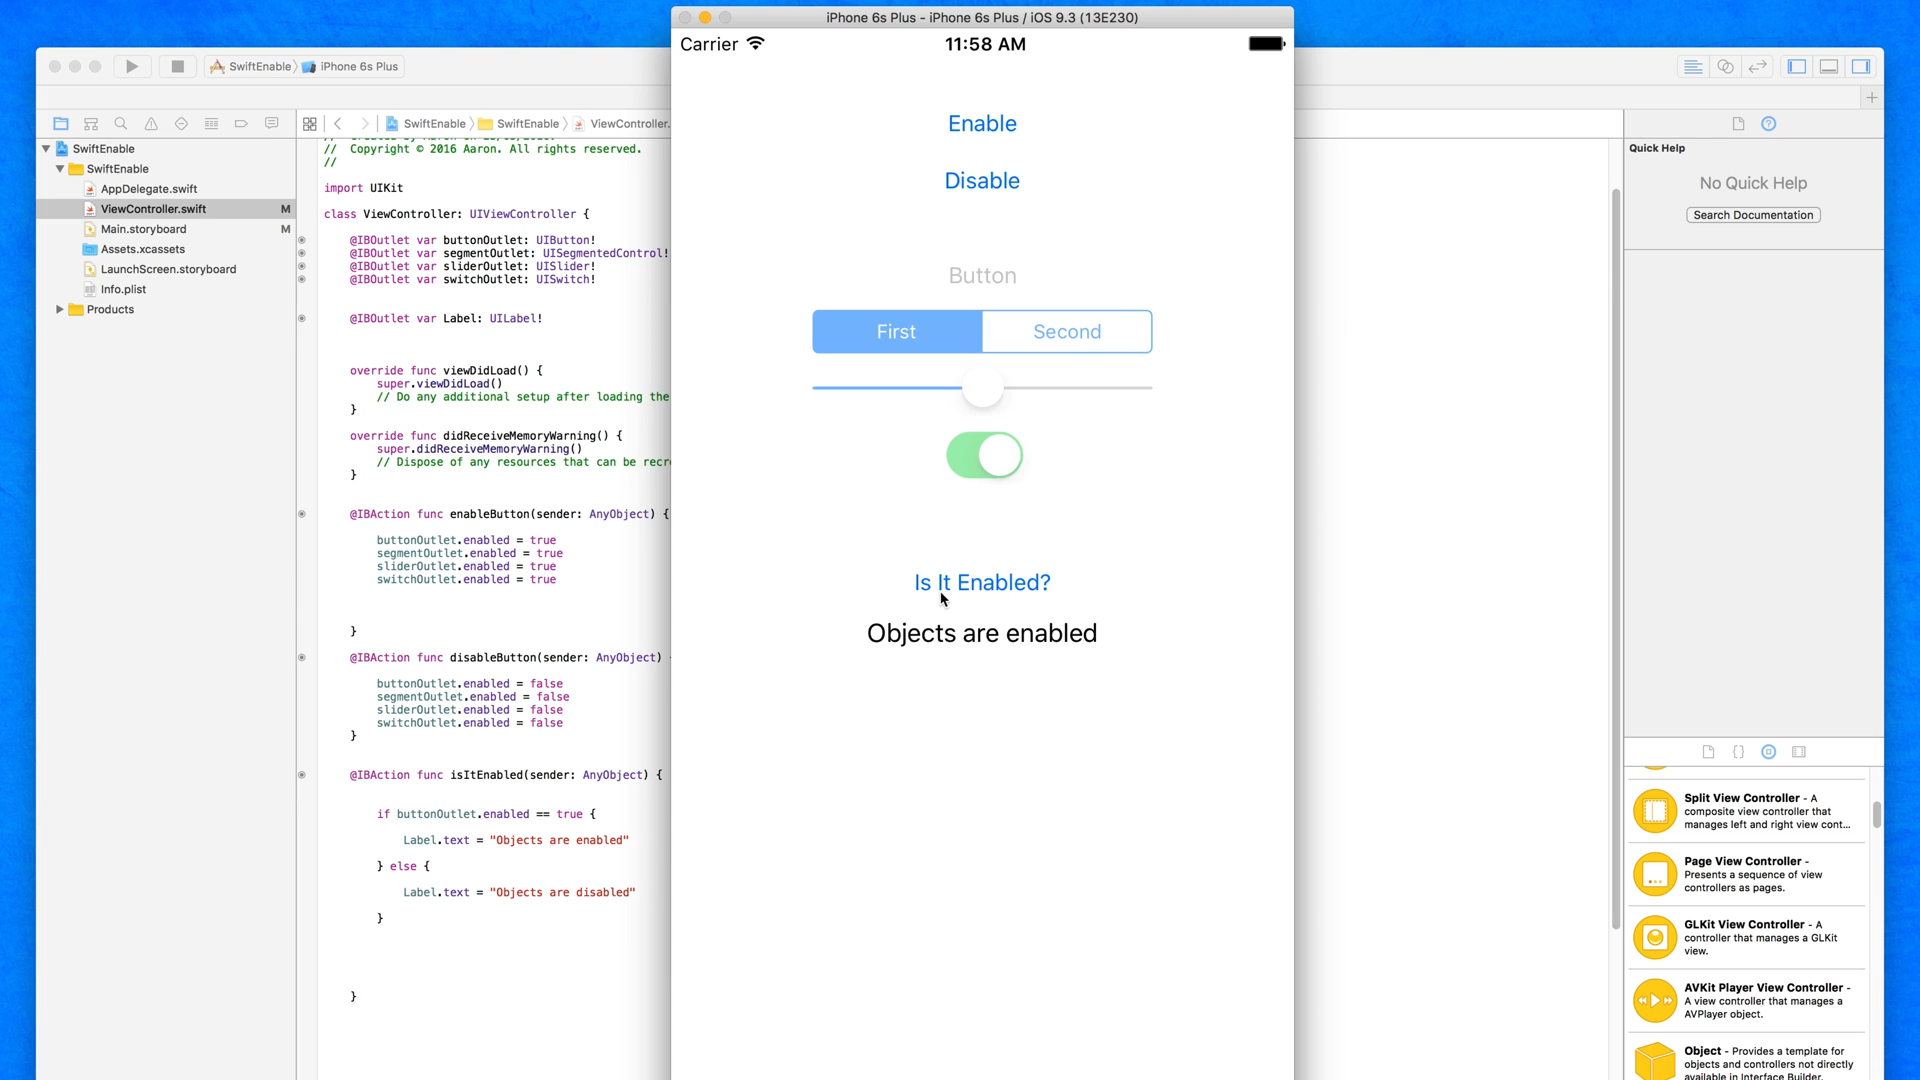 iPhone 6s Plus - iPhone 6s Plus / iOS 9.3 (13E230)
Carrier
11:58 AM
SwiftEnable
iPhone 6s Plus
SwiftEnable
SwiftEnable
ViewController.
SwiftEnable
SwiftEnable
AppDelegate.swift
ViewController.swift
M
Main.storyboard
M
Assets.xcassets
LaunchScreen.storyboard
Info.plist
Products
// Copyright © 2016 Aaron. All rights reserved.
//
import UIKit
class ViewController: UIViewController {
@IBOutlet var buttonOutlet: UIButton!
@IBOutlet var segmentOutlet: UISegmentedControl!
@IBOutlet var sliderOutlet: UISlider!
@IBOutlet var switchOutlet: UISwitch!
@IBOutlet var Label: UILabel!
override func viewDidLoad() {
super.viewDidLoad()
// Do any additional setup after loading the
}
override func didReceiveMemoryWarning() {
super.didReceiveMemoryWarning()
// Dispose of any resources that can be recr
}
@IBAction func enableButton(sender: AnyObject) {
buttonOutlet.enabled = true
segmentOutlet.enabled = true
sliderOutlet.enabled = true
switchOutlet.enabled = true
}
@IBAction func disableButton(sender: AnyObject)
buttonOutlet.enabled = false
segmentOutlet.enabled = false
sliderOutlet.enabled = false
switchOutlet.enabled = false
}
@IBAction func isItEnabled(sender: AnyObject) {
if buttonOutlet.enabled == true {
Label.text = "Objects are enabled"
} else {
Label.text = "Objects are disabled"
}
}
Enable
Disable
Button
First
Second
Is It Enabled?
Objects are enabled
Quick Help
No Quick Help
Search Documentation
Split View Controller - A
composite view controller that
manages left and right view cont...
Page View Controller -
Presents a sequence of view
controllers as pages.
GLKit View Controller - A
controller that manages a GLKit
view.
AVKit Player View Controller -
A view controller that manages a
AVPlayer object.
Object - Provides a template for
objects and controllers not directly
available in Interface Builder.